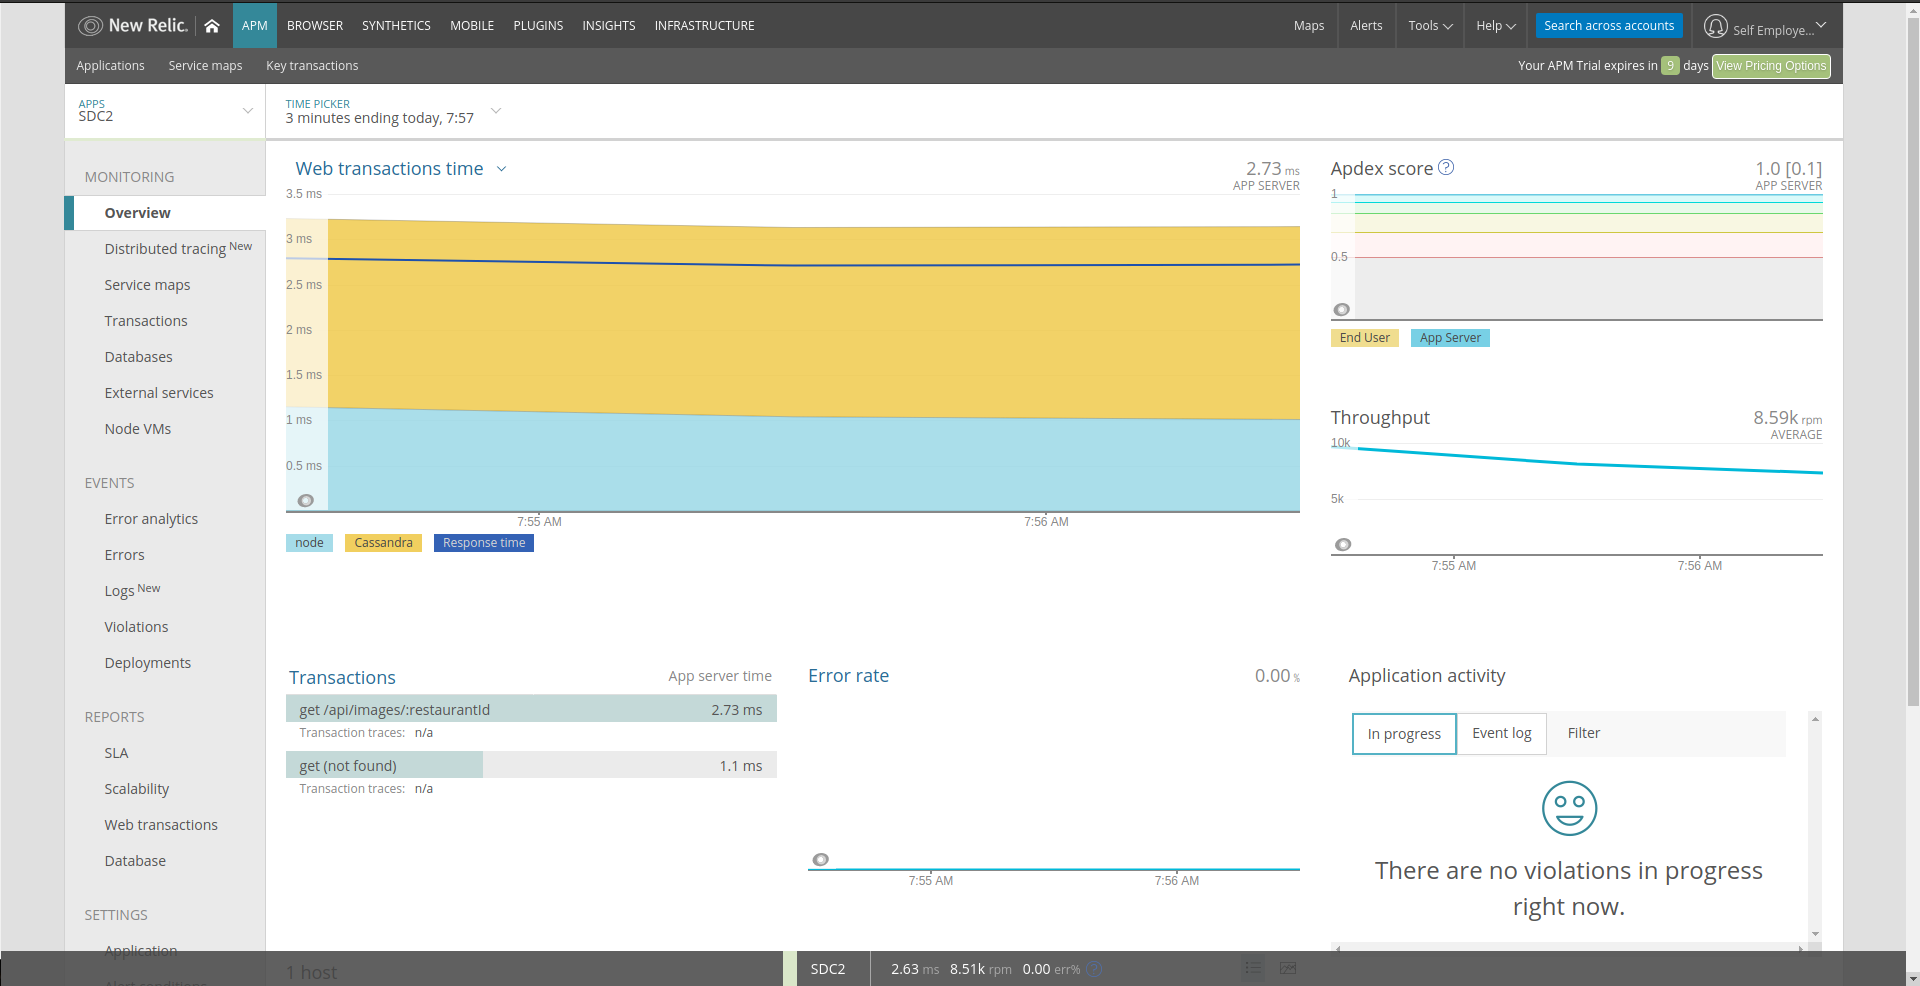 New Relic.
APM
BROWSER
SYNTHETICS
MOBILE
PLUGINS
INSIGHTS
INFRASTRUCTURE
Maps
Alerts
Tools
Help
Search across accounts
Self Employe...
Applications
Service maps
Key transactions
Your APM Trial expires in 9 days
View Pricing Options
APPS
SDC2
TIME PICKER
3 minutes ending today, 7:57
MONITORING
Overview
Distributed tracing New
Service maps
Transactions
Databases
External services
Node VMs
EVENTS
Error analytics
Errors
Logs New
Violations
Deployments
REPORTS
SLA
Scalability
Web transactions
Database
SETTINGS
Application
Alert conditions
Web transactions time
2.73 ms
APP SERVER
3.5 ms
3 ms
2.5 ms
2 ms
1.5 ms
1 ms
0.5 ms
7:55 AM
7:56 AM
node
Cassandra
Response time
Apdex score ?
1.0 [0.1]
APP SERVER
1
0.5
End User
App Server
Throughput
8.59k rpm
AVERAGE
10k
5k
7:55 AM
7:56 AM
Transactions
App server time
get /api/images/:restaurantId
2.73 ms
Transaction traces: n/a
get (not found)
1.1 ms
Transaction traces: n/a
Error rate
0.00 %
7:55 AM
7:56 AM
Application activity
In progress
Event log
Filter
There are no violations in progress
right now.
1 host
SDC2
2.63 ms 8.51k rpm 0.00 err% ?